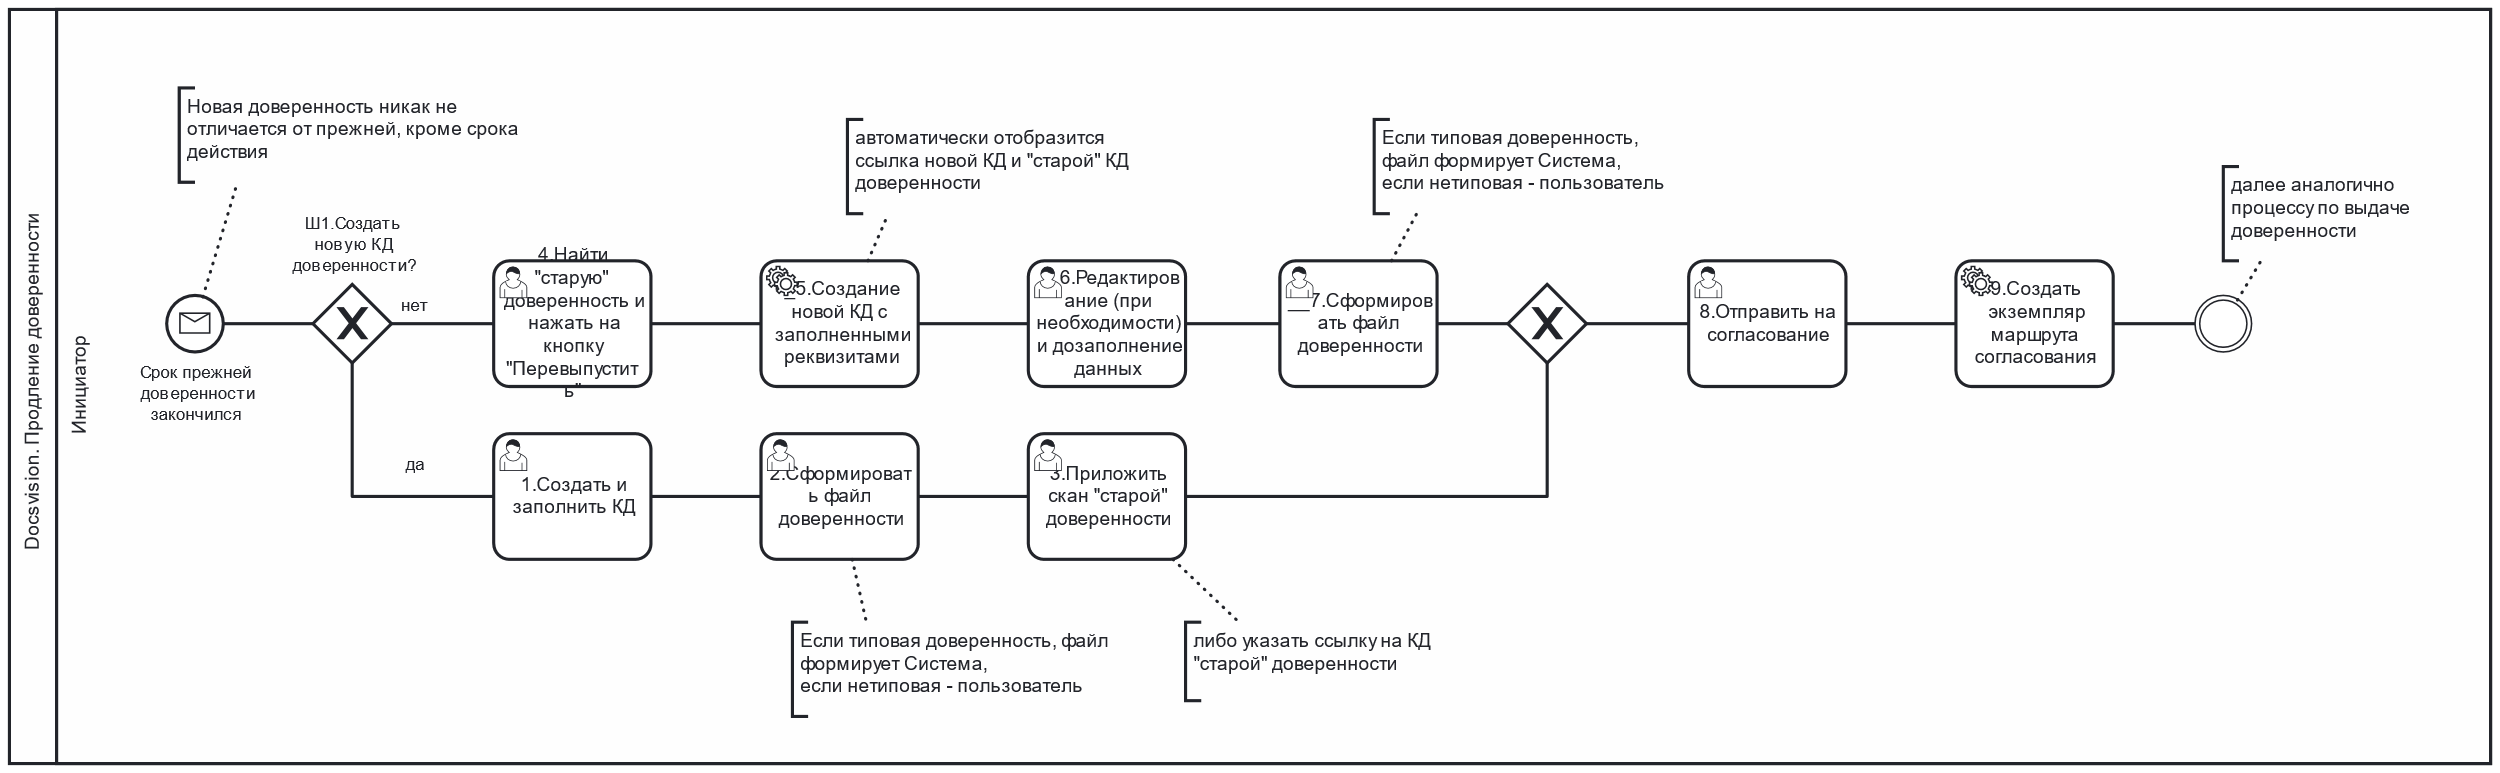 Docsvision. Продление доверенности
Инициатор
Новая доверенность никак не
отличается от прежней, кроме срока
действия
Срок прежней
доверенности
закончился
Ш1.Создать
новую КД
доверенности?
нет
да
4.Найти
"старую"
доверенность и
нажать на
кнопку
"Перевыпустит
ь"
автоматически отобразится
ссылка новой КД и "старой" КД
доверенности
_5.Создание
новой КД с
заполненными
реквизитами
6.Редактиров
ание (при
необходимости)
и дозаполнение
данных
Если типовая доверенность,
файл формирует Система,
если нетиповая - пользователь
__7.Сформиров
ать файл
доверенности
8.Отправить на
согласование
9.Создать
экземпляр
маршрута
согласования
далее аналогично
процессу по выдаче
доверенности
1.Создать и
заполнить КД
2.Сформироват
ь файл
доверенности
3.Приложить
скан "старой"
доверенности
Если типовая доверенность, файл
формирует Система,
если нетиповая - пользователь
либо указать ссылку на КД
"старой" доверенности